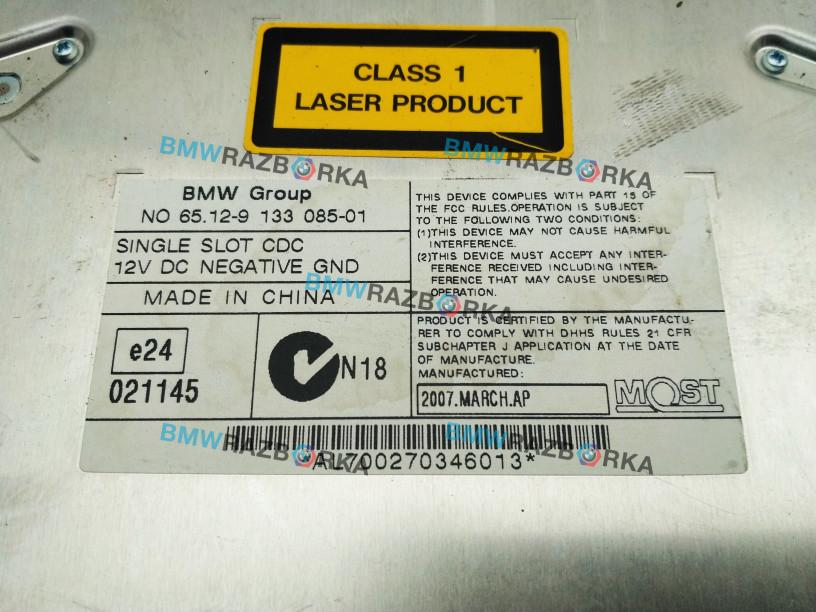 CLASS 1
LASER PRODUCT
BMWRAZBORKA
BMWRAZBORKA
BMW Group
NO 65.12-9 133 085-01
SINGLE SLOT CDC
12V DC NEGATIVE GND
MADE IN CHINA
THIS DEVICE COMPLIES WITH PART 15 OF
THE FCC RULES.OPERATION IS SUBJECT
TO THE FOLLOWING TWO CONDITIONS:
(1)THIS DEVICE MAY NOT CAUSE HARMFUL
INTERFERENCE.
(2)THIS DEVICE MUST ACCEPT ANY INTER-
FERENCE RECEIVED INCLUDING INTER-
FERENCE THAT MAY CAUSE UNDESIRED
OPERATION.
BMWRAZBORKA
e24
021145
N18
PRODUCT IS CERTIFIED BY THE MANUFACTU-
RER TO COMPLY WITH DHHS RULES 21 CFR
SUBCHAPTER J APPLICATION AT THE DATE
OF MANUFACTURE.
MANUFACTURED:
2007.MARCH.AP
MOST
BMWRAZBORKA
BMWRAZBORKA
*AL700270346013*